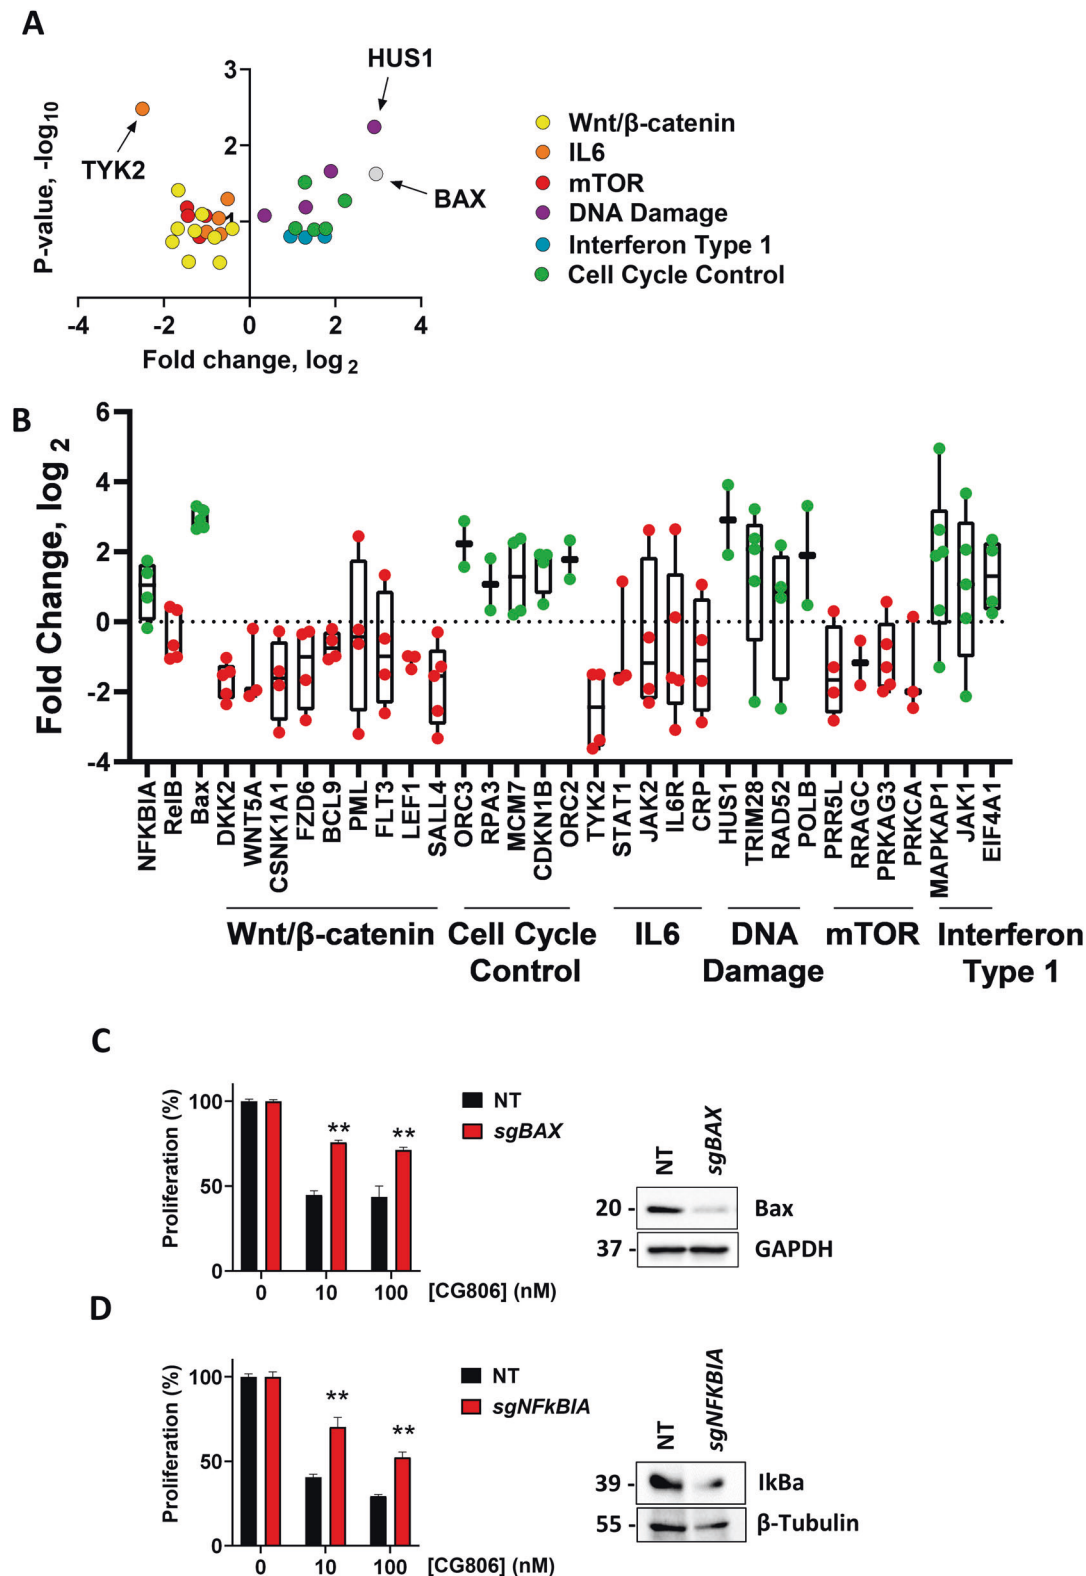 A
HUS1
TYK2
BAX
3
2
1
-4
-2
0
2
4
P-value, -log10
Fold change, log 2
Wnt/β-catenin
IL6
mTOR
DNA Damage
Interferon Type 1
Cell Cycle Control
B
Fold Change, log 2
6
4
2
0
-2
-4
NFKBIA
RelB
Bax
DKK2
WNT5A
CSNK1A1
FZD6
BCL9
PML
FLT3
LEF1
SALL4
ORC3
RPA3
MCM7
CDKN1B
ORC2
TYK2
STAT1
JAK2
IL6R
CRP
HUS1
TRIM28
RAD52
POLB
PRR5L
RRAGC
PRKAG3
PRKCA
MAPKAP1
JAK1
EIF4A1
Wnt/β-catenin
Cell Cycle
Control
IL6
DNA
Damage
mTOR
Interferon
Type 1
C
Proliferation (%)
100
50
0
**
**
0
10
100
[CG806] (nM)
NT
sgBAX
NT
sgBAX
20 -
Bax
37 -
GAPDH
D
Proliferation (%)
100
50
0
**
**
0
10
100
[CG806] (nM)
NT
sgNFkBIA
NT
sgNFKBIA
39 -
IkBa
55 -
β-Tubulin